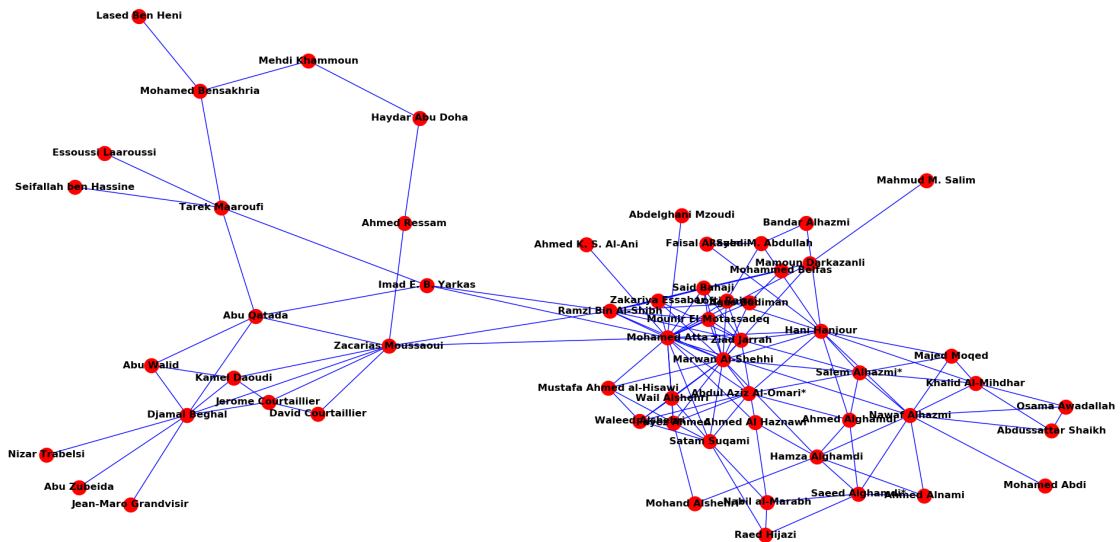 Lased Ben Heni
Mehdi Khammoun
Mohamed Bensakhria
Haydar Abu Doha
Essoussi Laaroussi
Mahmud M. Salim
Seifallah ben Hassine
Tarek Maaroufi
Abdelghani Mzoudi
Ahmed Ressam
Bandar Alhazmi
Ahmed K. S. Al-Ani
Faisal Al
Abdullah
Mamoun Darkazanli
Mohammed Belfas
Imad E. B. Yarkas
Said Bahaji
Zakariya Essabar
Ramzi Bin Al-Shibh
Abu Qatada
Mounir El Motassadeq
Hani Hanjour
Mohamed Atta
Ziad Jarrah
Zacarias Moussaoui
Marwan Al-Shehhi
Majed Moqed
Abu Walid
Salem Alhazmi*
Kamel Daoudi
Khalid Al-Mihdhar
Mustafa Ahmed al-Hisawi
Abdul Aziz Al-Omari*
Wail Alshehri
Jerome Courtaillier
Osama Awadallah
David Courtaillier
Djamal Beghal
Nawaf Alhazmi
Waleed
Ahmed
Ahmed Al Haznawi
Ahmed Alghamdi
Abdussattar Shaikh
Satam Suqami
Nizar Trabelsi
Hamza Alghamdi
Abu Zubeida
Mohamed Abdi
Saeed Alghamdi*
Ahmed Alnami
Jean-Maro Grandvisir
Mohand Alshehri*
Nabil al-Marabh
Raed Hijazi